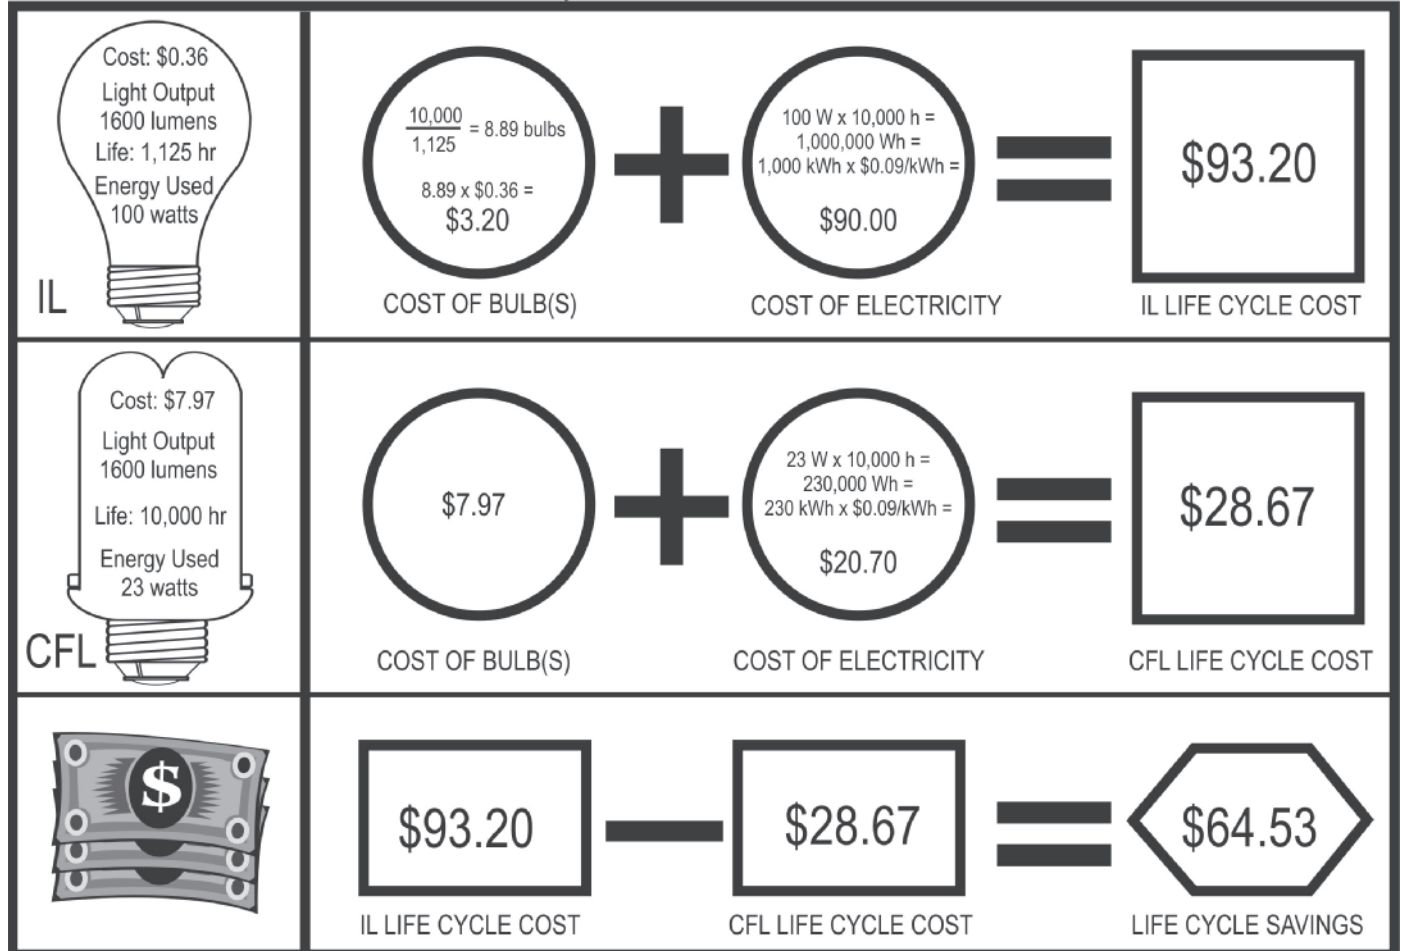 Cost: $0.36
Light Output
1600 lumens
Life: 1,125 hr
Energy Used
100 watts
IL
10,000
1,125
= 8.89 bulbs
8.89 x $0.36 =
$3.20
COST OF BULB(S)
100 W x 10,000 h =
1,000,000 Wh =
1,000 kWh x $0.09/kWh =
$90.00
COST OF ELECTRICITY
$93.20
IL LIFE CYCLE COST
Cost: $7.97
Light Output
1600 lumens
Life: 10,000 hr
Energy Used
23 watts
CFL
$7.97
COST OF BULB(S)
23 W x 10,000 h =
230,000 Wh =
230 kWh x $0.09/kWh =
$20.70
COST OF ELECTRICITY
$28.67
CFL LIFE CYCLE COST
$
$93.20
IL LIFE CYCLE COST
$28.67
CFL LIFE CYCLE COST
$64.53
LIFE CYCLE SAVINGS